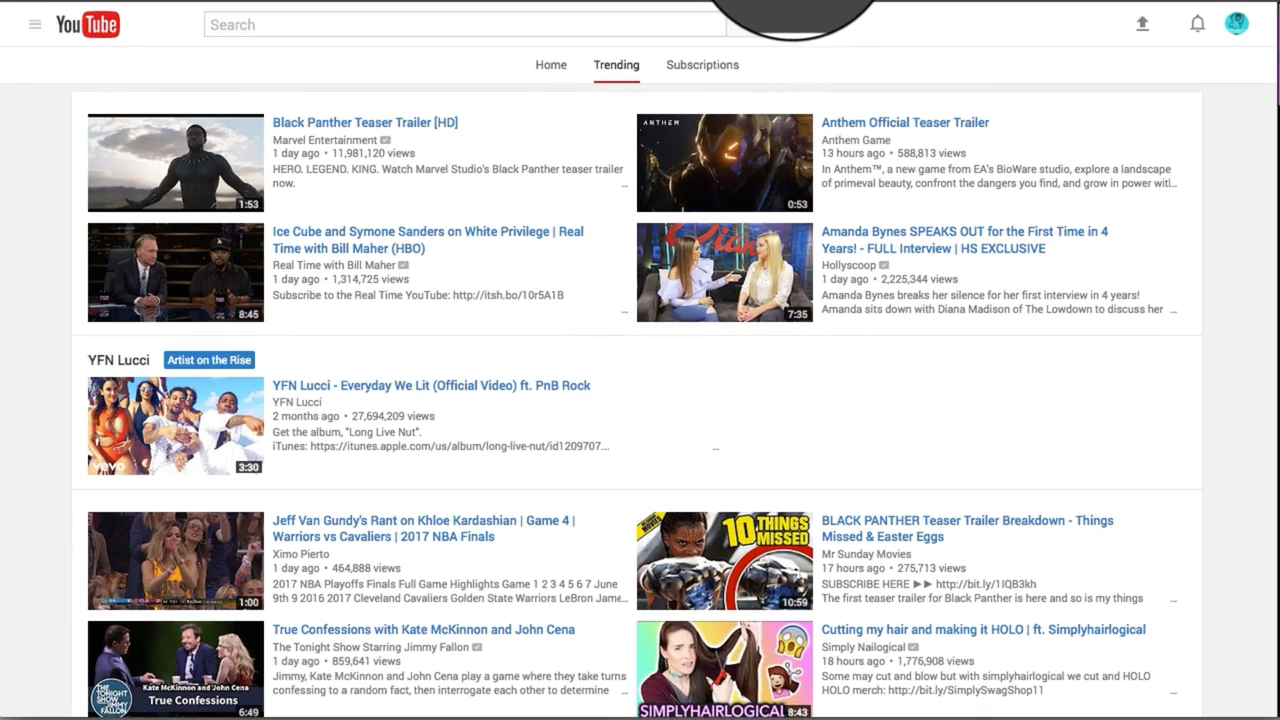 YouTube
Search
Home
Trending
Subscriptions
1:53
Black Panther Teaser Trailer [HD]
Marvel Entertainment
1 day ago • 11,981,120 views
HERO. LEGEND. KING. Watch Marvel Studio's Black Panther teaser trailer
now.
...
ANTHEM
0:53
Anthem Official Teaser Trailer
Anthem Game
13 hours ago • 588,813 views
In Anthem™, a new game from EA's BioWare studio, explore a landscape
of primeval beauty, confront the dangers you find, and grow in power witl...
8:45
Ice Cube and Symone Sanders on White Privilege | Real
Time with Bill Maher (HBO)
Real Time with Bill Maher
1 day ago • 1,314,725 views
Subscribe to the Real Time YouTube: http://itsh.bo/10r5A1B
...
7:35
Amanda Bynes SPEAKS OUT for the First Time in 4
Years! - FULL Interview | HS EXCLUSIVE
Hollyscoop
1 day ago • 2,225,344 views
Amanda Bynes breaks her silence for her first interview in 4 years!
Amanda sits down with Diana Madison of The Lowdown to discuss her ...
YFN Lucci
Artist on the Rise
vevo
3:30
YFN Lucci - Everyday We Lit (Official Video) ft. PnB Rock
YFN Lucci
2 months ago • 27,694,209 views
Get the album, "Long Live Nut".
iTunes: https://itunes.apple.com/us/album/long-live-nut/id1209707...
...
1:00
Jeff Van Gundy's Rant on Khloe Kardashian | Game 4 |
Warriors vs Cavaliers | 2017 NBA Finals
Ximo Pierto
1 day ago • 464,888 views
2017 NBA Playoffs Finals Full Game Highlights Game 1 2 3 4 5 6 7 June
9th 9 2016 2017 Cleveland Cavaliers Golden State Warriors LeBron Jame...
10 THINGS
MISSED
10:59
BLACK PANTHER Teaser Trailer Breakdown - Things
Missed & Easter Eggs
Mr Sunday Movies
17 hours ago • 275,713 views
SUBSCRIBE HERE ►► http://bit.ly/1IQB3kh
The first teaser trailer for Black Panther is here and so is my things ...
THE TONIGHT SHOW JIMMY FALLON
Kate McKinnon and John Cena
True Confessions
6:49
True Confessions with Kate McKinnon and John Cena
The Tonight Show Starring Jimmy Fallon
1 day ago • 859,641 views
Jimmy, Kate McKinnon and John Cena play a game where they take turns
confessing to a random fact, then interrogate each other to determine ...
SIMPLYHAIRLOGICAL
8:43
Cutting my hair and making it HOLO | ft. Simplyhairlogical
Simply Nailogical
18 hours ago • 1,776,908 views
Some may cut and blow but with simplyhairlogical we cut and HOLO
HOLO merch: http://bit.ly/SimplySwagShop11
...